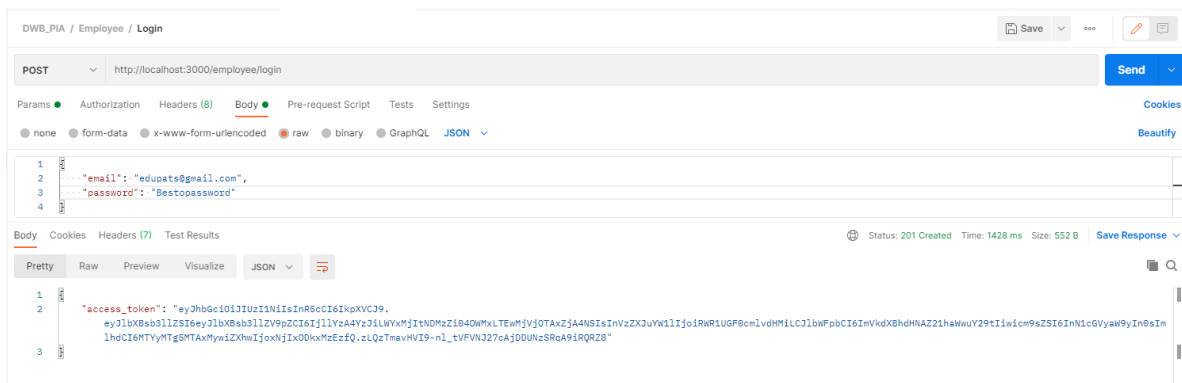 DWB_PIA / Employee / Login
Save
POST http://localhost:3000/employee/login Send
Params Authorization Headers (8) Body Pre-request Script Tests Settings Cookies
none form-data x-www-form-urlencoded raw binary GraphQL JSON Beautify
1 {
2 "email": "edupats@gmail.com",
3 "password": "Bestopassword"
4 }
Body Cookies Headers (7) Test Results Status: 201 Created Time: 1428 ms Size: 552 B Save Response
Pretty Raw Preview Visualize JSON
1 {
2 "access_token": "eyJhbGciOiJIUzI1NiIsInR5cCI6IkpXVCJ9.
3 }